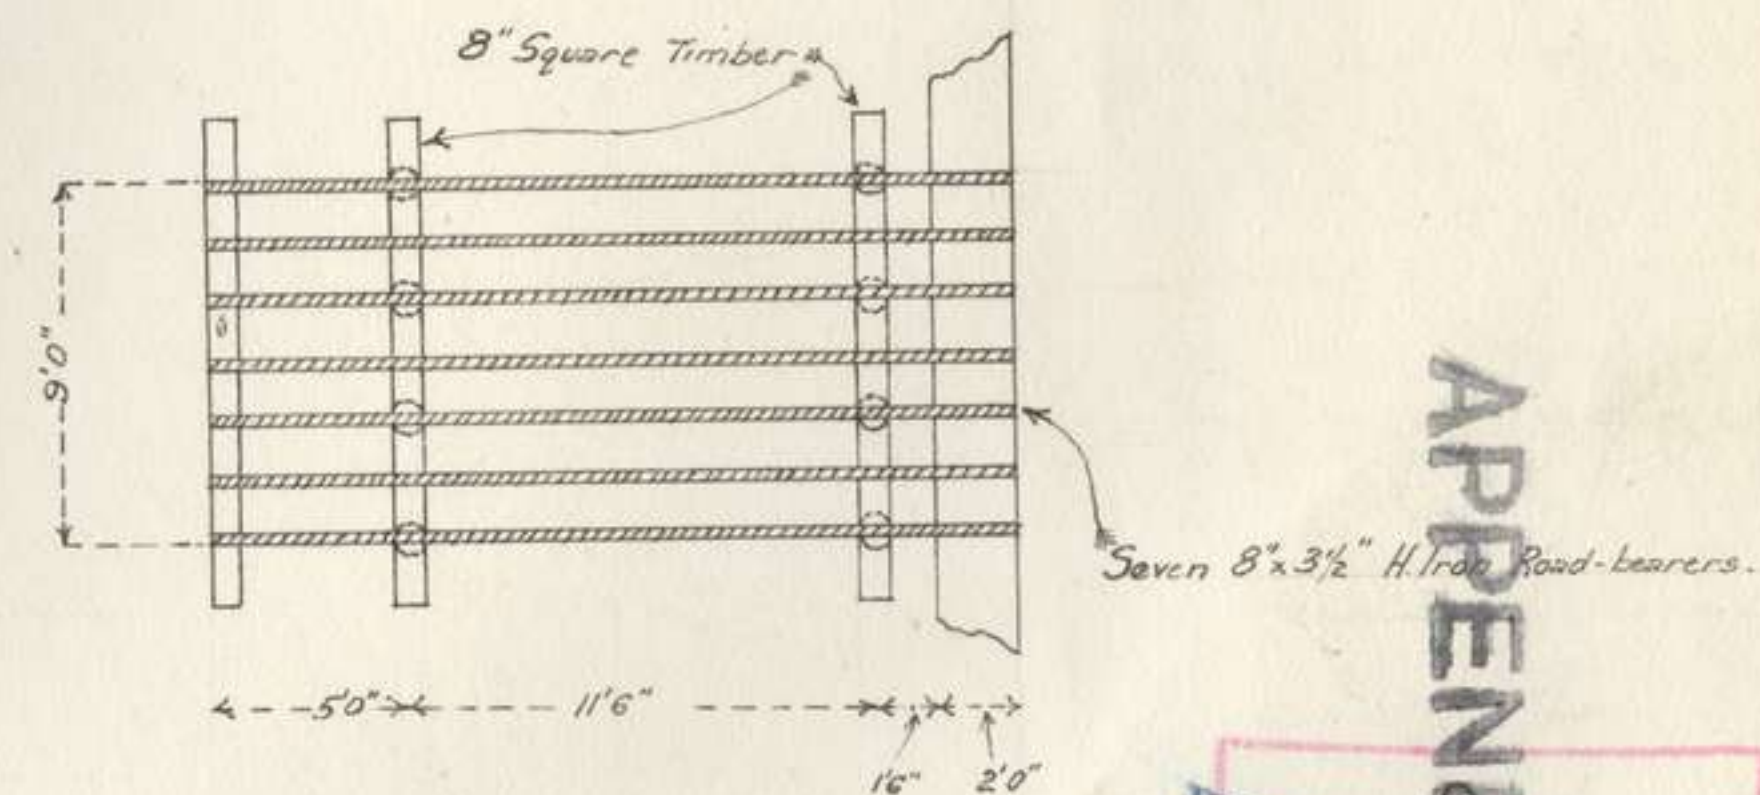 8" Square Timber
9'0"
Seven 8"x 3½" H. Iron Road-bearers.
5'0"
11'6"
1'6"
2'0"
APPEN